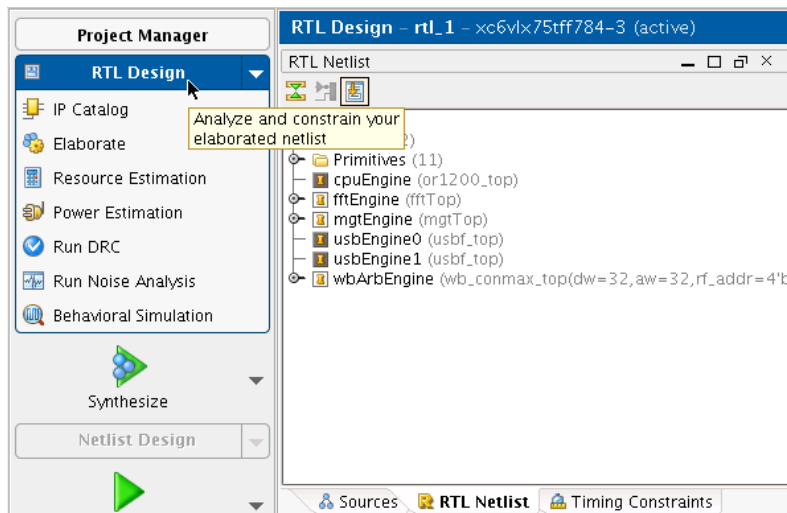 Project Manager
RTL Design
IP Catalog
Elaborate
Resource Estimation
Power Estimation
Run DRC
Run Noise Analysis
Behavioral Simulation
Synthesize
Netlist Design
Analyze and constrain your
elaborated netlist
RTL Design – rtl_1 – xc6vlx75tff784-3 (active)
RTL Netlist
2)
Primitives (11)
cpuEngine (or1200_top)
fftEngine (fftTop)
mgtEngine (mgtTop)
usbEngine0 (usbf_top)
usbEngine1 (usbf_top)
wbArbEngine (wb_conmax_top(dw=32,aw=32,rf_addr=4'b
Sources
RTL Netlist
Timing Constraints